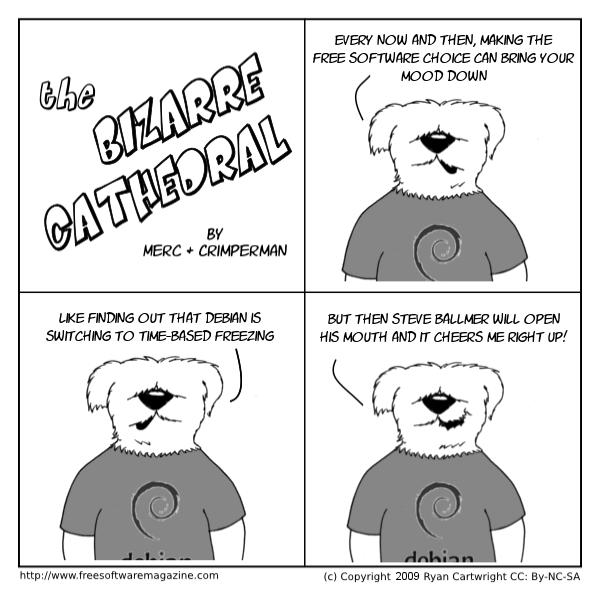 the
BIZARRE
CATHEDRAL
BY
MERC + CRIMPERMAN
EVERY NOW AND THEN, MAKING THE
FREE SOFTWARE CHOICE CAN BRING YOUR
MOOD DOWN
LIKE FINDING OUT THAT DEBIAN IS
SWITCHING TO TIME-BASED FREEZING
debian
BUT THEN STEVE BALLMER WILL OPEN
HIS MOUTH AND IT CHEERS ME RIGHT UP!
debian
http://www.freesoftwaremagazine.com
(c) Copyright 2009 Ryan Cartwright CC: By-NC-SA